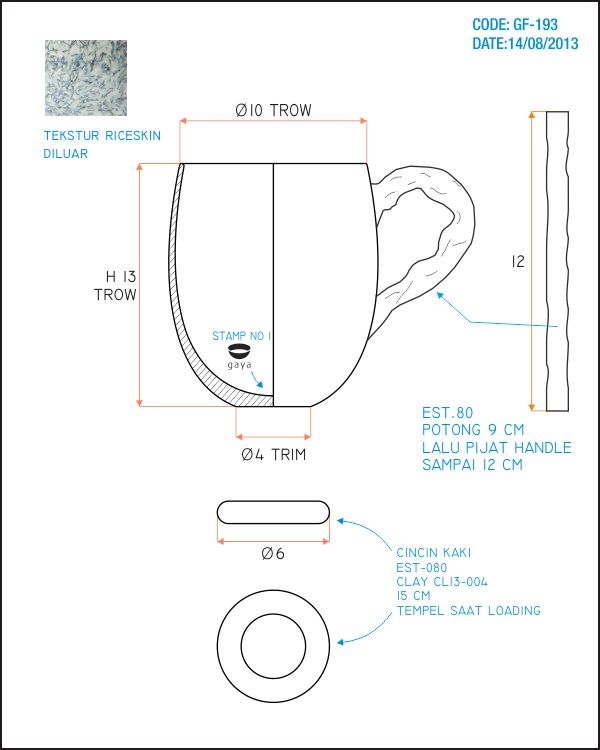 CODE: GF-193
DATE:14/08/2013
TEKSTUR RICESKIN
DILUAR
Ø10 TROW
H 13
TROW
12
STAMP NO 1
gaya
Ø4 TRIM
EST.80
POTONG 9 CM
LALU PIJAT HANDLE
SAMPAI 12 CM
Ø6
CINCIN KAKI
EST-080
CLAY CL13-004
15 CM
TEMPEL SAAT LOADING